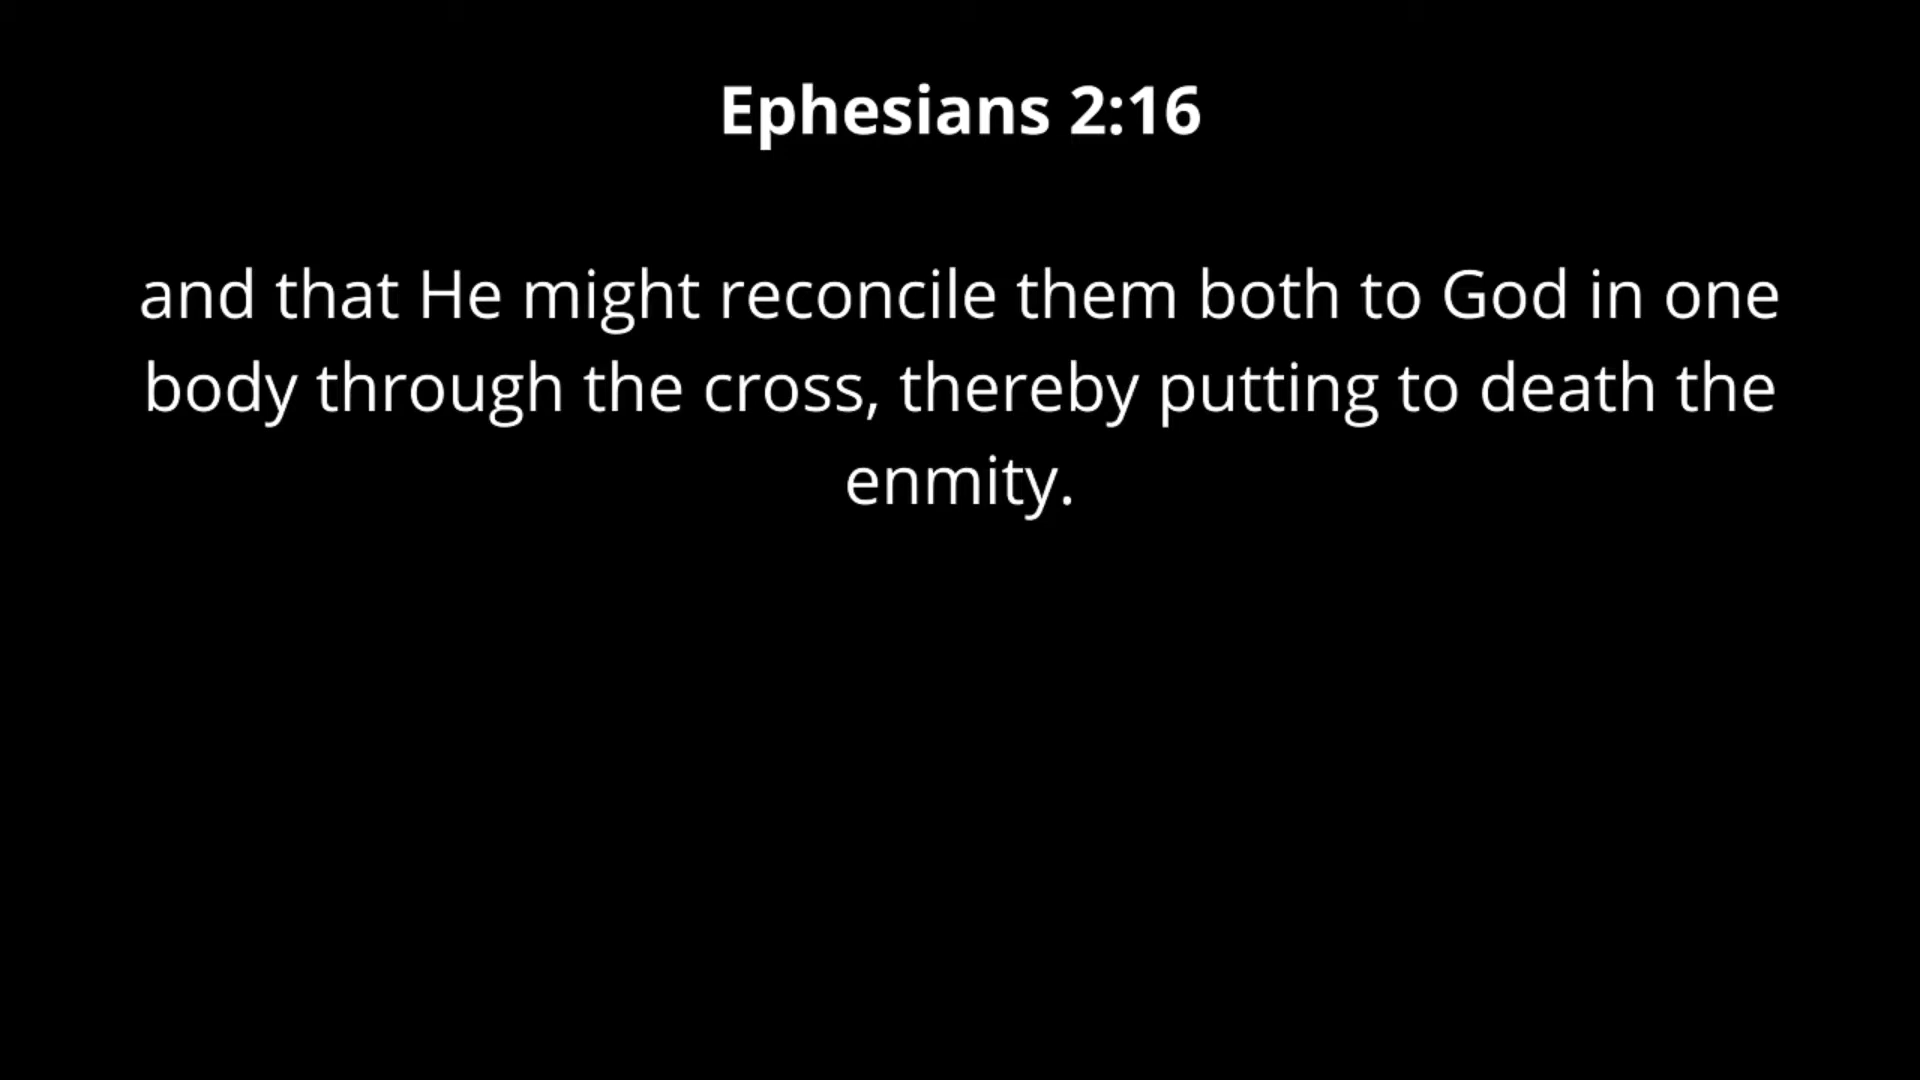 Ephesians 2:16
and that He might reconcile them both to God in one
body through the cross, thereby putting to death the
enmity.